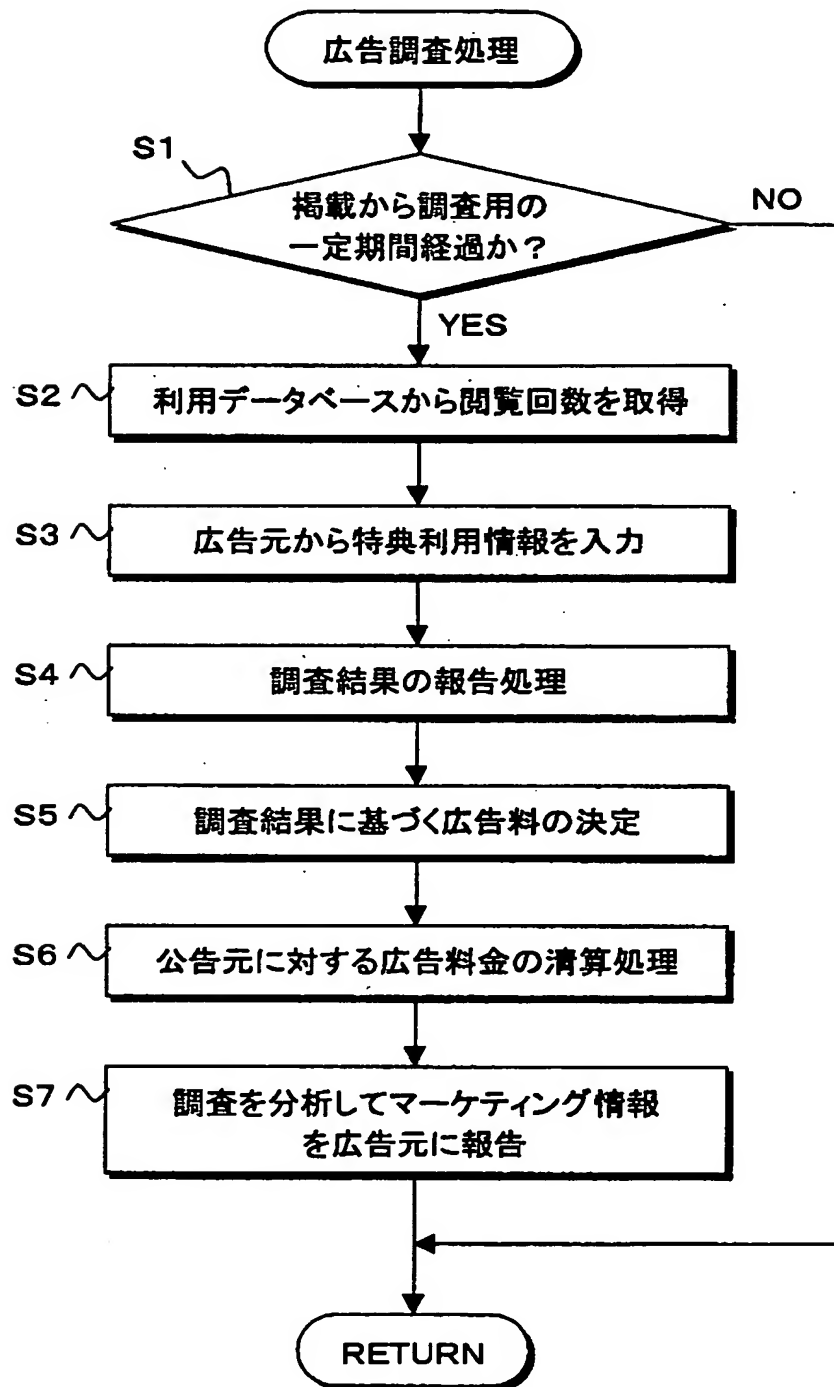 広告調査処理
S1
掲載から調査用の
一定期間経過か？
NO
YES
S2
利用データベースから閲覧回数を取得
S3
広告元から特典利用情報を入力
S4
調査結果の報告処理
S5
調査結果に基づく広告料の決定
S6
公告元に対する広告料金の清算処理
S7
調査を分析してマーケティング情報
を広告元に報告
RETURN